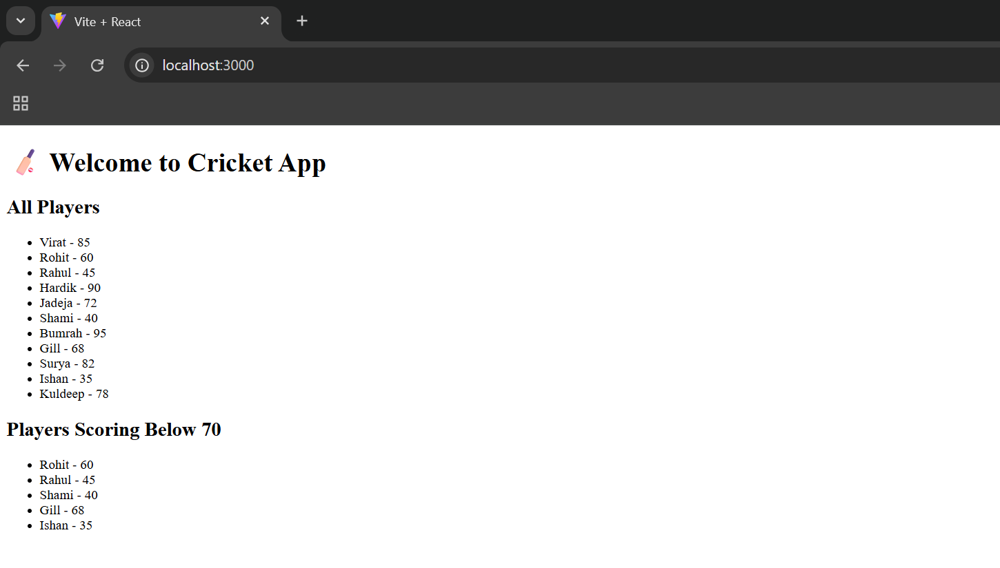 Vite + React
localhost:3000
Welcome to Cricket App
All Players
Virat - 85
Rohit - 60
Rahul - 45
Hardik - 90
Jadeja - 72
Shami - 40
Bumrah - 95
Gill - 68
Surya - 82
Ishan - 35
Kuldeep - 78
Players Scoring Below 70
Rohit - 60
Rahul - 45
Shami - 40
Gill - 68
Ishan - 35